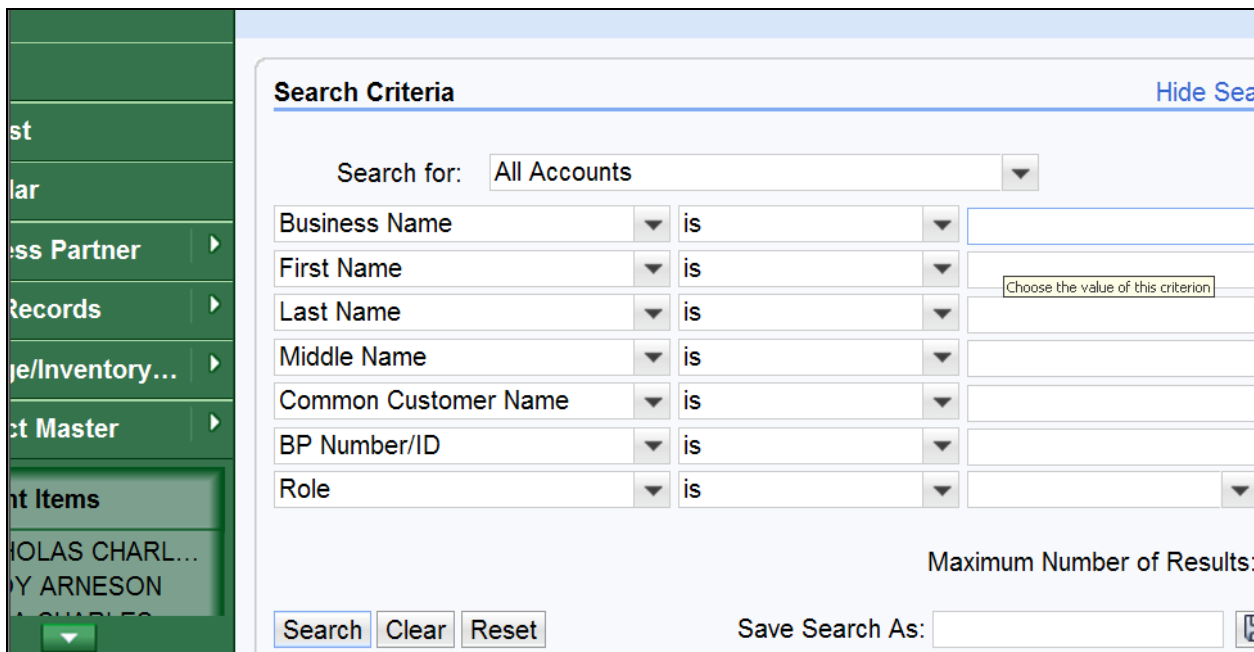 st
lar
ess Partner
Records
ge/Inventory...
ct Master
nt Items
HOLAS CHARL...
DY ARNESON
Search Criteria
Hide Sea
Search for: All Accounts
Business Name is
First Name is
Choose the value of this criterion
Last Name is
Middle Name is
Common Customer Name is
BP Number/ID is
Role is
Maximum Number of Results:
Search Clear Reset Save Search As: